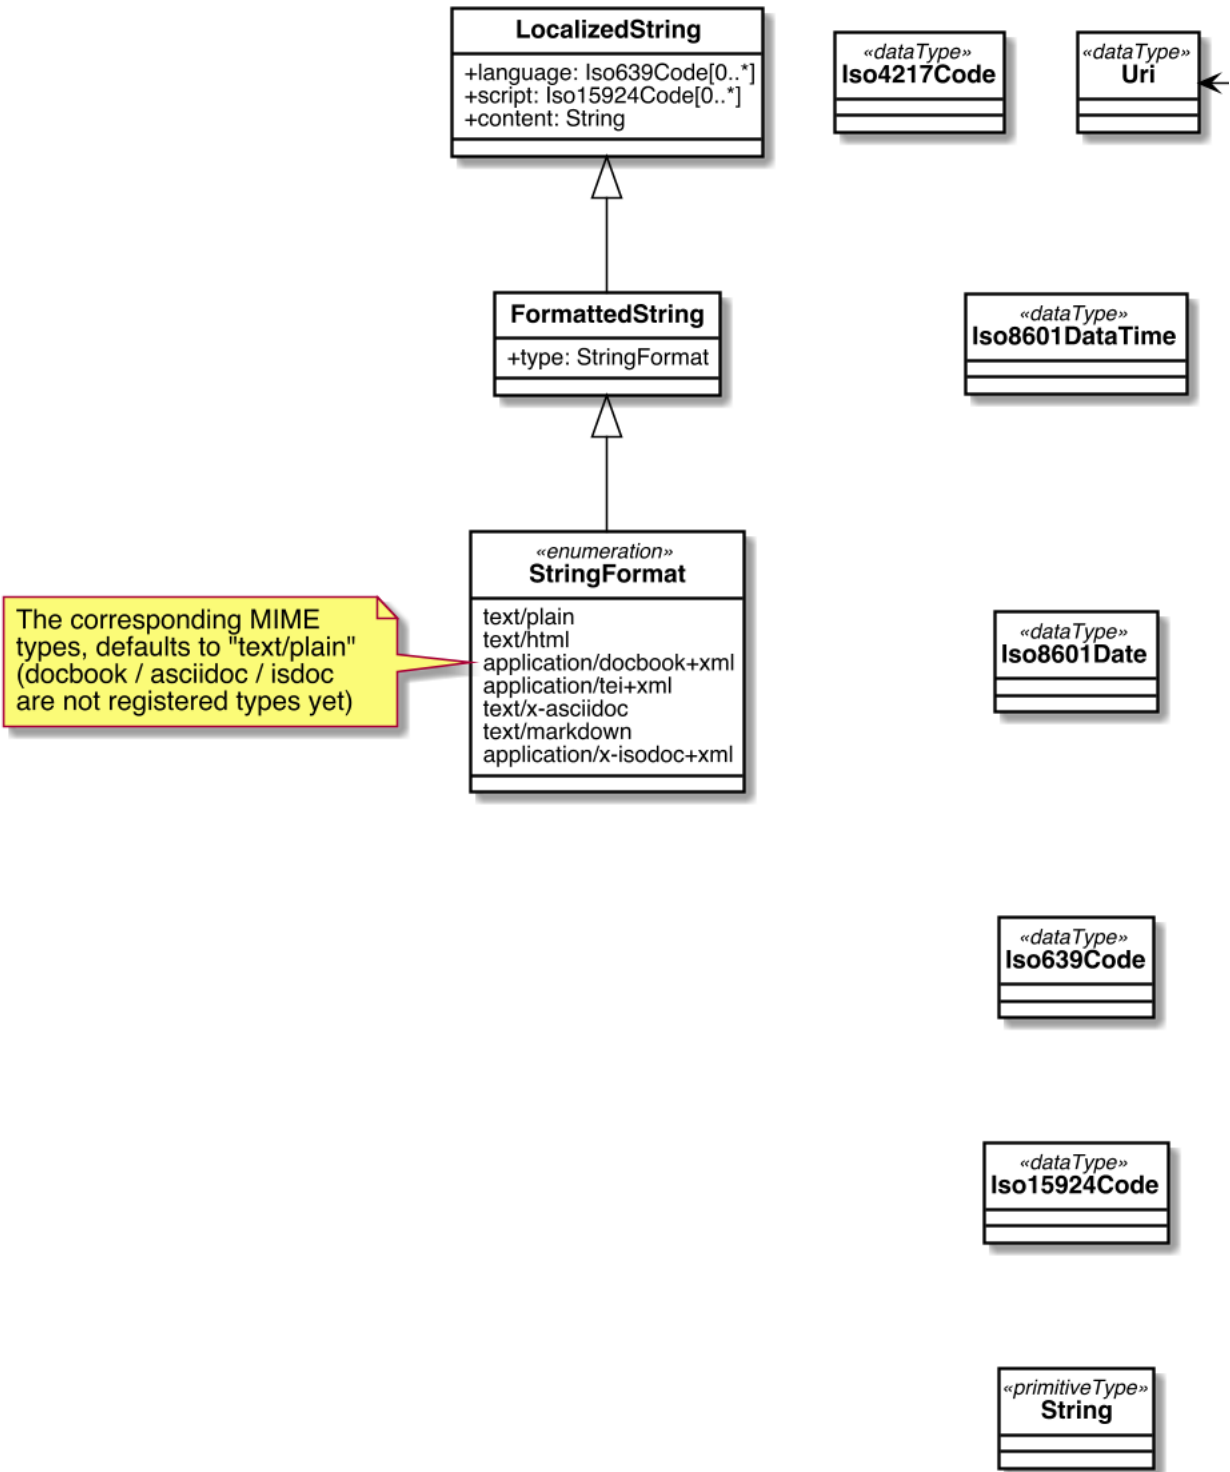 LocalizedString
+language: Iso639Code[0..*]
+script: Iso15924Code[0..*]
+content: String
«dataType»
Iso4217Code
«dataType»
Uri
FormattedString
+type: StringFormat
«dataType»
Iso8601DataTime
«enumeration»
StringFormat
text/plain
text/html
application/docbook+xml
application/tei+xml
text/x-asciidoc
text/markdown
application/x-isodoc+xml
The corresponding MIME
types, defaults to "text/plain"
(docbook / asciidoc / isdoc
are not registered types yet)
«dataType»
Iso8601Date
«dataType»
Iso639Code
«dataType»
Iso15924Code
«primitiveType»
String